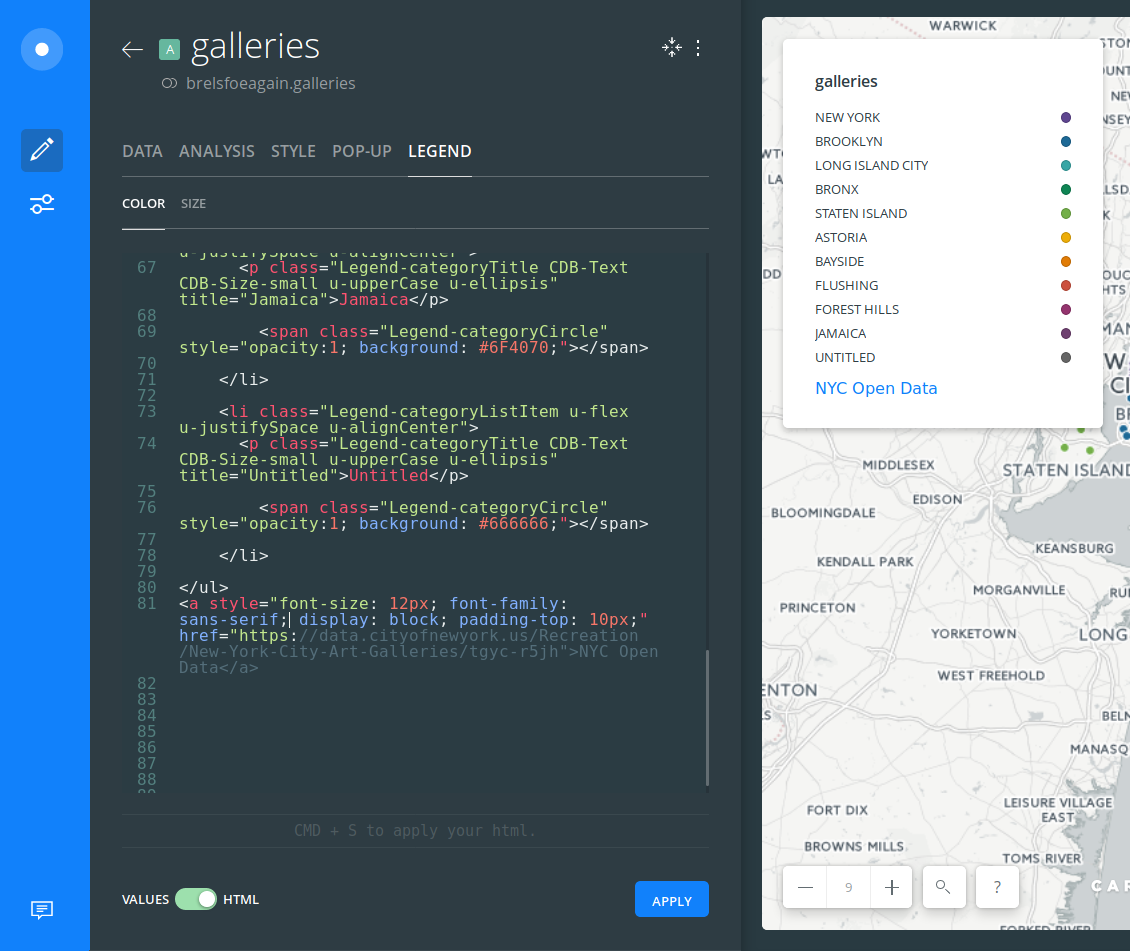 A galleries
brelsfoeagain.galleries
DATA ANALYSIS STYLE POP-UP LEGEND
COLOR SIZE
u-justifySpace u-alignCenter">
67 <p class="Legend-categoryTitle CDB-Text
CDB-Size-small u-upperCase u-ellipsis"
title="Jamaica">Jamaica</p>
68
69 <span class="Legend-categoryCircle"
style="opacity:1; background: #6F4070;"></span>
70
71 </li>
72
73 <li class="Legend-categoryListItem u-flex
u-justifySpace u-alignCenter">
74 <p class="Legend-categoryTitle CDB-Text
CDB-Size-small u-upperCase u-ellipsis"
title="Untitled">Untitled</p>
75
76 <span class="Legend-categoryCircle"
style="opacity:1; background: #666666;"></span>
77
78 </li>
79
80 </ul>
81 <a style="font-size: 12px; font-family:
sans-serif; display: block; padding-top: 10px;"
href="https://data.cityofnewyork.us/Recreation
/New-York-City-Art-Galleries/tgyc-r5jh">NYC Open
Data</a>
82
83
84
85
86
87
88
CMD + S to apply your html.
VALUES HTML
APPLY
WARWICK
galleries
NEW YORK
BROOKLYN
LONG ISLAND CITY
BRONX
STATEN ISLAND
ASTORIA
BAYSIDE
FLUSHING
FOREST HILLS
JAMAICA
UNTITLED
NYC Open Data
MIDDLESEX
STATEN ISLAND
EDISON
BLOOMINGDALE
KEANSBURG
KENDALL PARK
MORGANVILLE
PRINCETON
YORKETOWN
LONG
WEST FREEHOLD
ENTON
BELM
MANASQ
LEISURE VILLAGE
EAST
FORT DIX
BROWNS MILLS
TOMS RIVER
CAR
9
?
FORKED RIVER